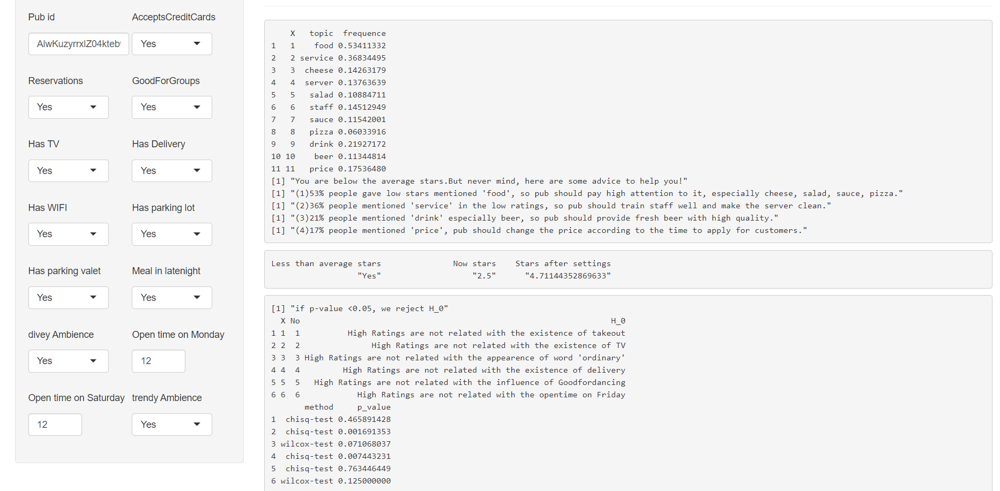 Pub id AcceptsCreditCards
AlwKuzyrrxlZ04kteb Yes
Reservations GoodForGroups
Yes Yes
Has TV Has Delivery
Yes Yes
Has WIFI Has parking lot
Yes Yes
Has parking valet Meal in latenight
Yes Yes
divey Ambience Open time on Monday
Yes 12
Open time on Saturday trendy Ambience
12 Yes
X topic frequence
1 1 food 0.53411332
2 2 service 0.36834495
3 3 cheese 0.14263179
4 4 server 0.13763639
5 5 salad 0.10884711
6 6 staff 0.14512949
7 7 sauce 0.11542001
8 8 pizza 0.06033916
9 9 drink 0.21927172
10 10 beer 0.11344814
11 11 price 0.17536480
[1] "You are below the average stars.But never mind, here are some advice to help you!"
[1] "(1)53% people gave low stars mentioned 'food', so pub should pay high attention to it, especially cheese, salad, sauce, pizza."
[1] "(2)36% people mentioned 'service' in the low ratings, so pub should train staff well and make the server clean."
[1] "(3)21% people mentioned 'drink' especially beer, so pub should provide fresh beer with high quality."
[1] "(4)17% people mentioned 'price', pub should change the price according to the time to apply for customers."
Less than average stars Now stars Stars after settings
"Yes" "2.5" "4.71144352869633"
[1] "if p-value <0.05, we reject H_0"
X No H_0
1 1 1 High Ratings are not related with the existence of takeout
2 2 2 High Ratings are not related with the existence of TV
3 3 3 High Ratings are not related with the appearence of word 'ordinary'
4 4 4 High Ratings are not related with the existence of delivery
5 5 5 High Ratings are not related with the influence of Goodfordancing
6 6 6 High Ratings are not related with the opentime on Friday
method p_value
1 chisq-test 0.465891428
2 chisq-test 0.001691353
3 wilcox-test 0.071068037
4 chisq-test 0.007443231
5 chisq-test 0.763446449
6 wilcox-test 0.125000000